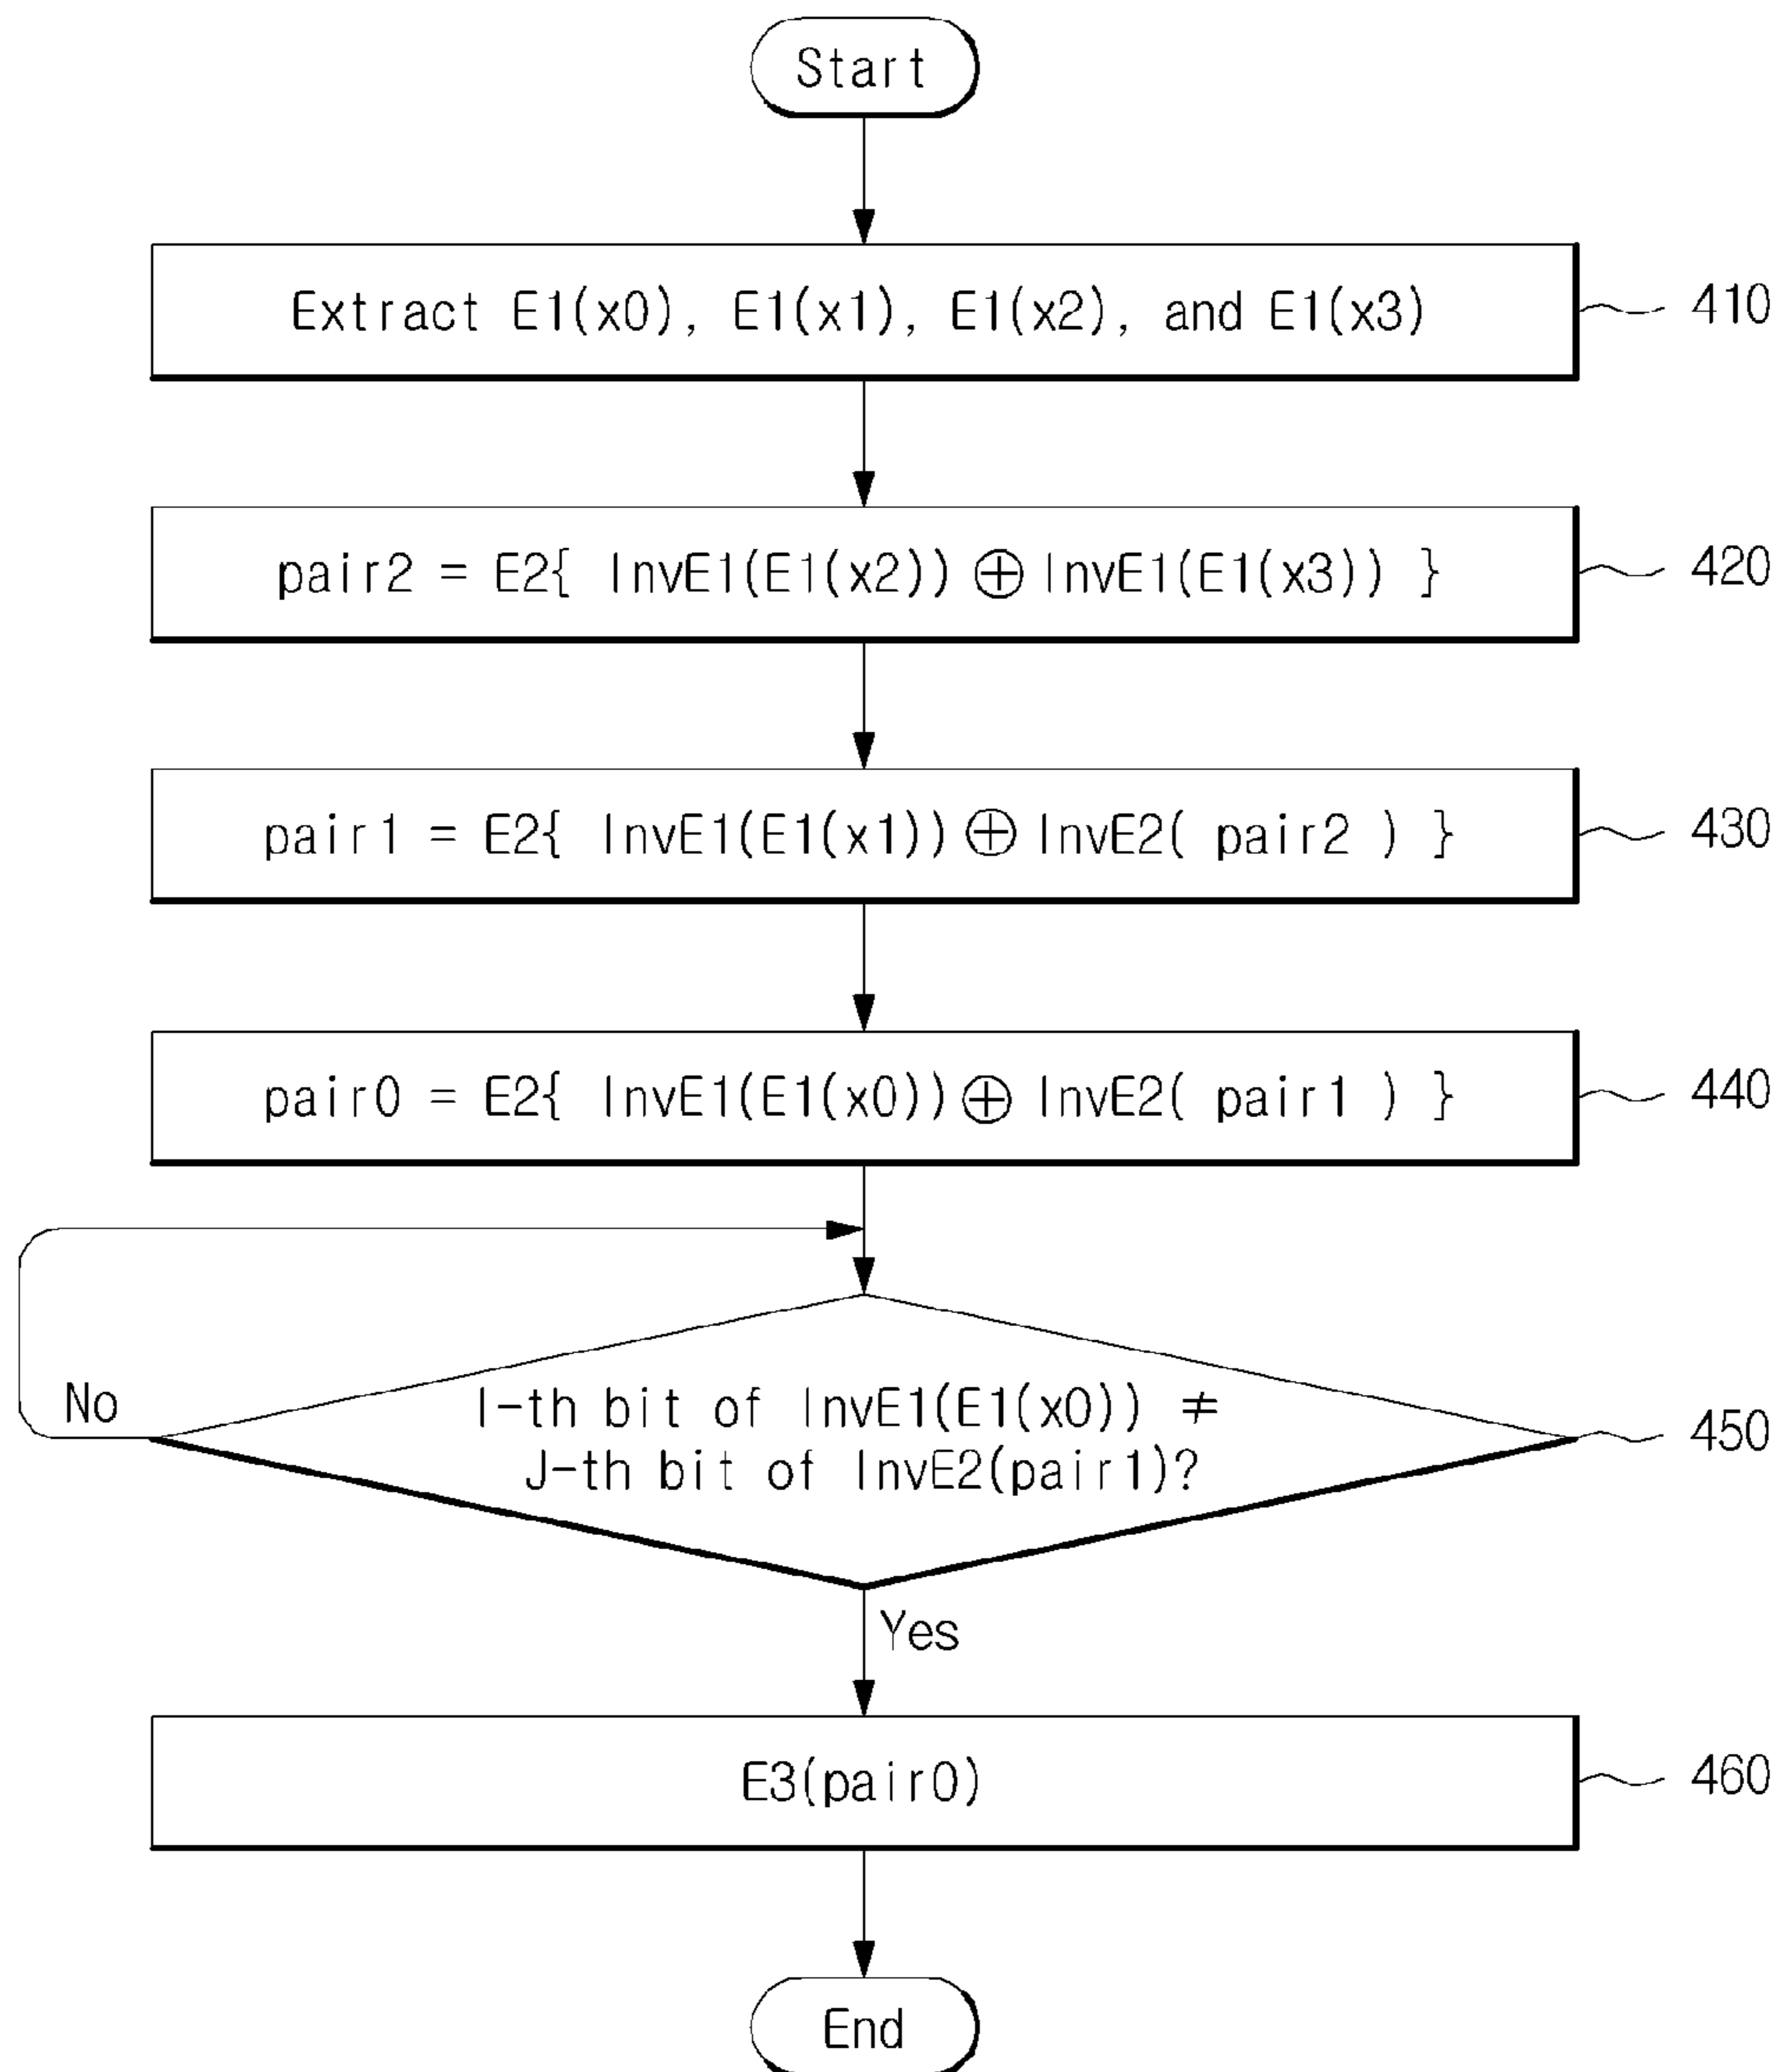 Start
Extract E1(x0), E1(x1), E1(x2), and E1(x3)
410
pair2 = E2{ InvE1(E1(x2)) ⊕ InvE1(E1(x3)) }
420
pair1 = E2{ InvE1(E1(x1)) ⊕ InvE2( pair2 ) }
430
pair0 = E2{ InvE1(E1(x0)) ⊕ InvE2( pair1 ) }
440
No
I-th bit of InvE1(E1(x0)) ≠
J-th bit of InvE2(pair1)?
450
Yes
E3(pair0)
460
End